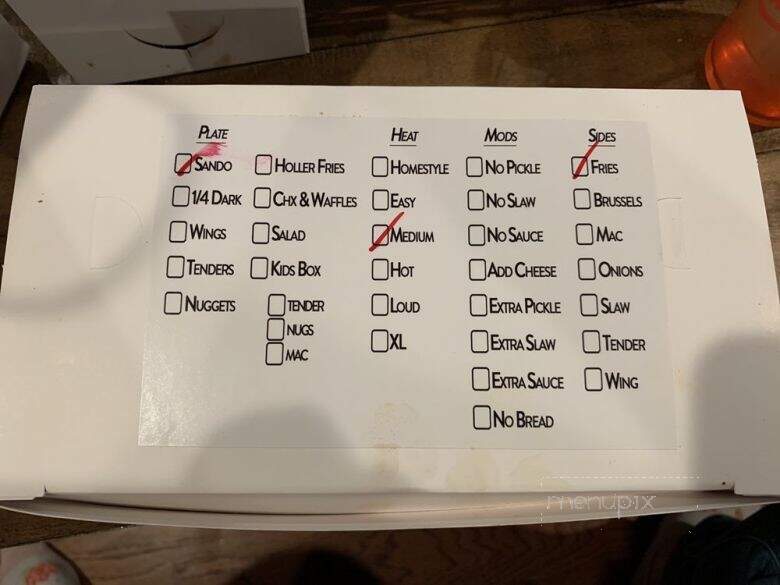 PLATE HEAT MODS SIDES
SANDO HOLLER FRIES HOMESTYLE NO PICKLE FRIES
1/4 DARK CHX & WAFFLES EASY NO SLAW BRUSSELS
WINGS SALAD MEDIUM NO SAUCE MAC
TENDERS KIDS BOX HOT ADD CHEESE ONIONS
NUGGETS TENDER LOUD EXTRA PICKLE SLAW
NUGS
MAC XL EXTRA SLAW TENDER
EXTRA SAUCE WING
NO BREAD
menupix